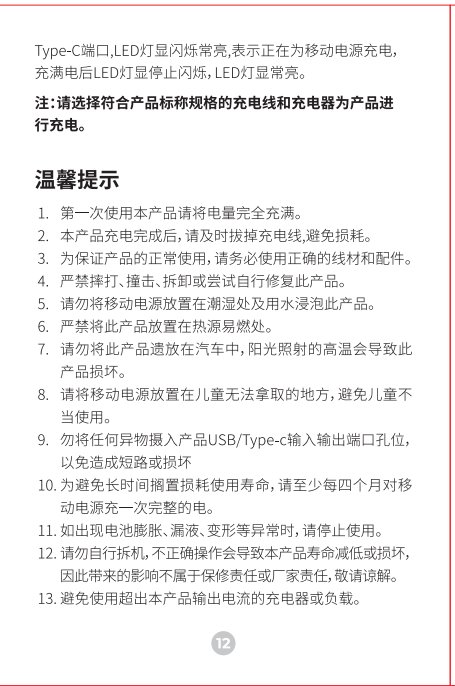 Type-C端口,LED灯显闪烁常亮,表示正在为移动电源充电，
充满电后LED灯显停止闪烁，LED灯显常亮。
注：请选择符合产品标称规格的充电线和充电器为产品进
行充电。
温馨提示
1. 第一次使用本产品请将电量完全充满。
2. 本产品充电完成后，请及时拔掉充电线,避免损耗。
3. 为保证产品的正常使用，请务必使用正确的线材和配件。
4. 严禁摔打、撞击、拆卸或尝试自行修复此产品。
5. 请勿将移动电源放置在潮湿处及用水浸泡此产品。
6. 严禁将此产品放置在热源易燃处。
7. 请勿将此产品遗放在汽车中，阳光照射的高温会导致此
产品损坏。
8. 请将移动电源放置在儿童无法拿取的地方，避免儿童不
当使用。
9. 勿将任何异物摄入产品USB/Type-c输入输出端口孔位，
以免造成短路或损坏
10. 为避免长时间搁置损耗使用寿命，请至少每四个月对移
动电源充一次完整的电。
11. 如出现电池膨胀、漏液、变形等异常时，请停止使用。
12. 请勿自行拆机，不正确操作会导致本产品寿命减低或损坏，
因此带来的影响不属于保修责任或厂家责任，敬请谅解。
13. 避免使用超出本产品输出电流的充电器或负载。
12